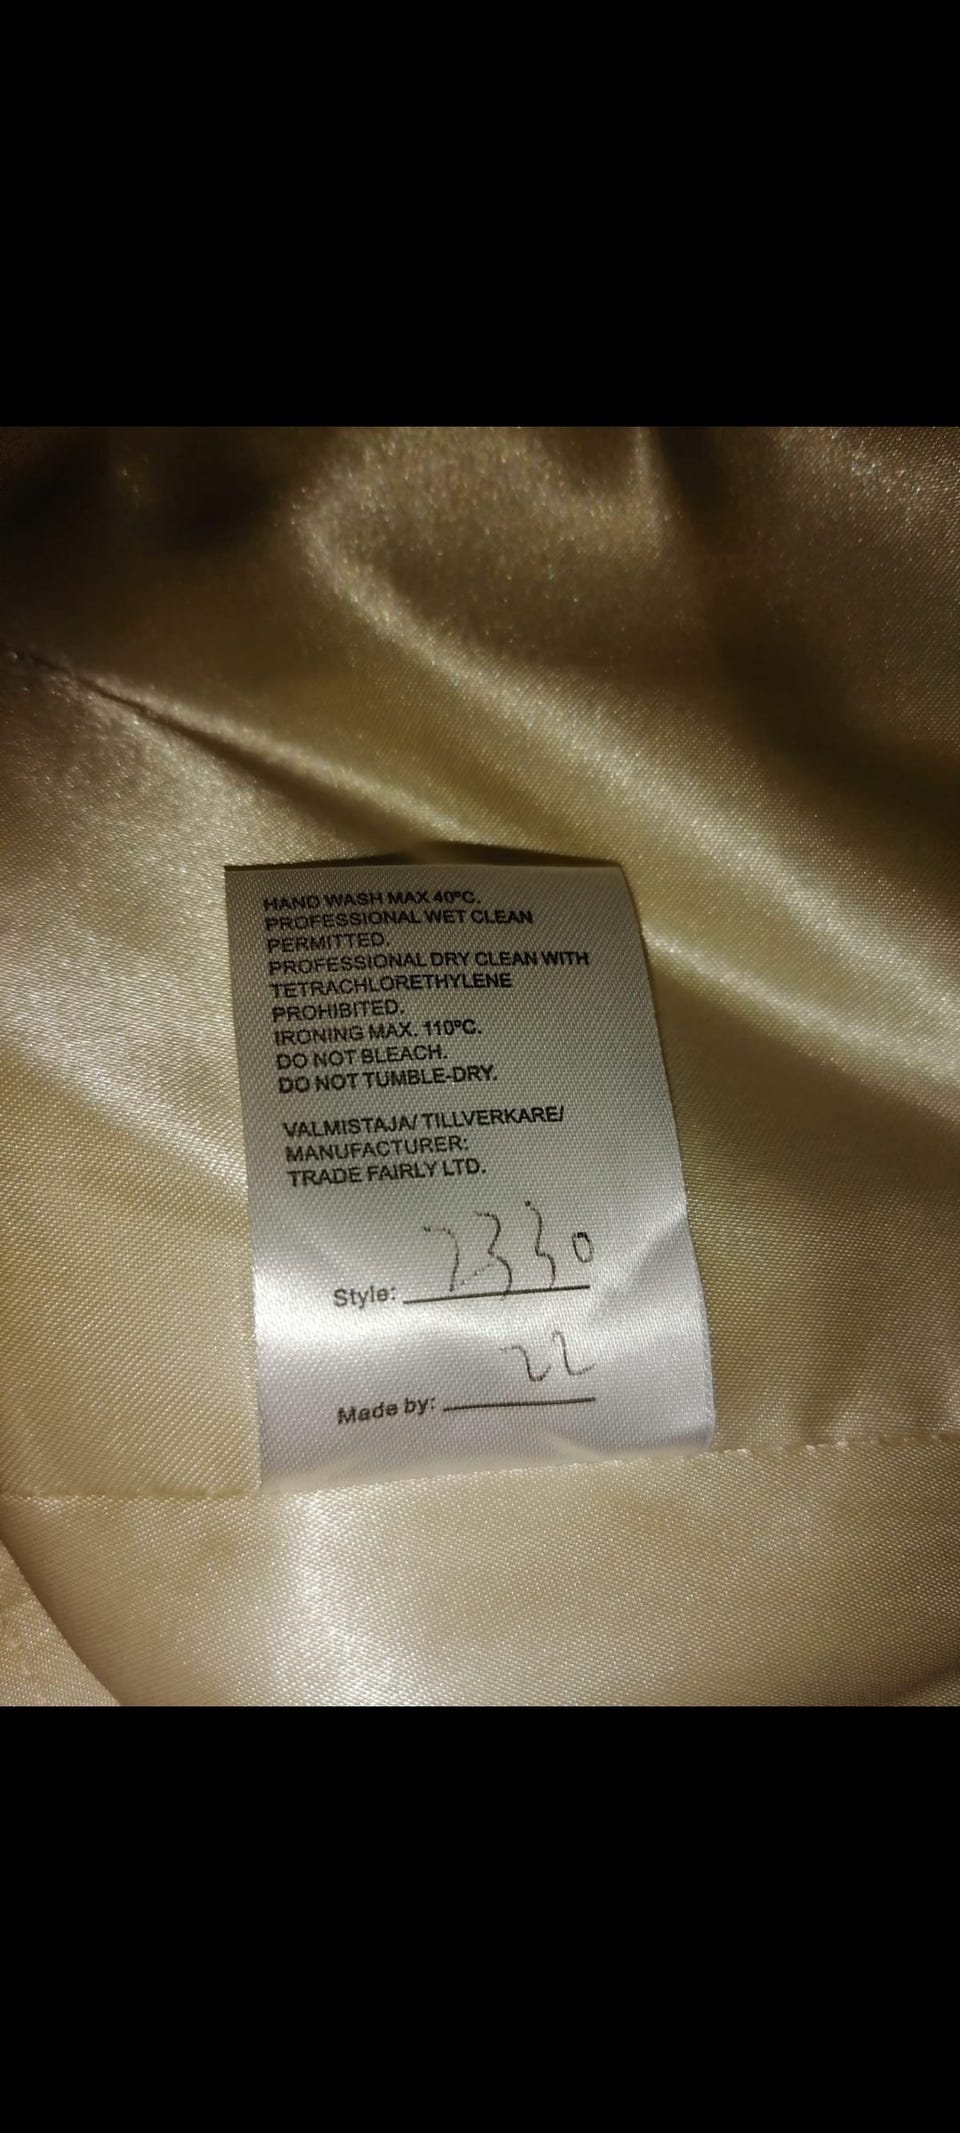 HAND WASH MAX 40ºC.
PROFESSIONAL WET CLEAN
PERMITTED.
PROFESSIONAL DRY CLEAN WITH
TETRACHLORETHYLENE
PROHIBITED.
IRONING MAX. 110ºC.
DO NOT BLEACH.
DO NOT TUMBLE-DRY.
VALMISTAJA/ TILLVERKARE/
MANUFACTURER:
TRADE FAIRLY LTD.
Style: 2330
Made by: 22